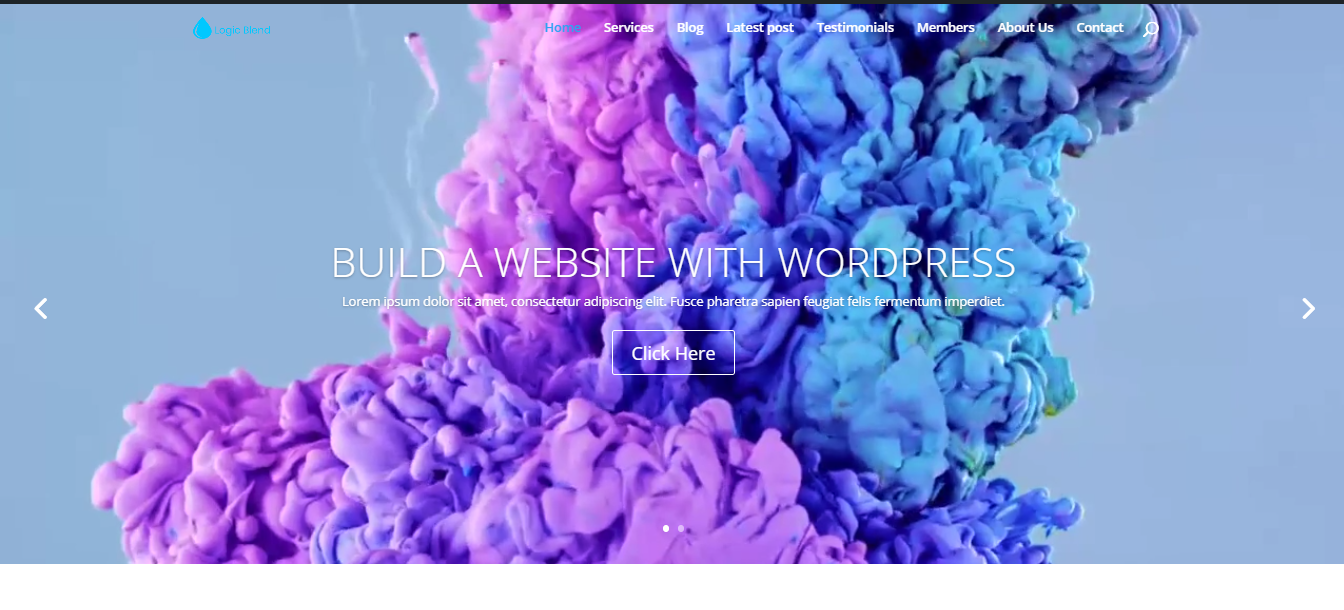 Logic Blend
Home Services Blog Latest post Testimonials Members About Us Contact
BUILD A WEBSITE WITH WORDPRESS
Lorem ipsum dolor sit amet, consectetur adipiscing elit. Fusce pharetra sapien feugiat felis fermentum imperdiet.
Click Here